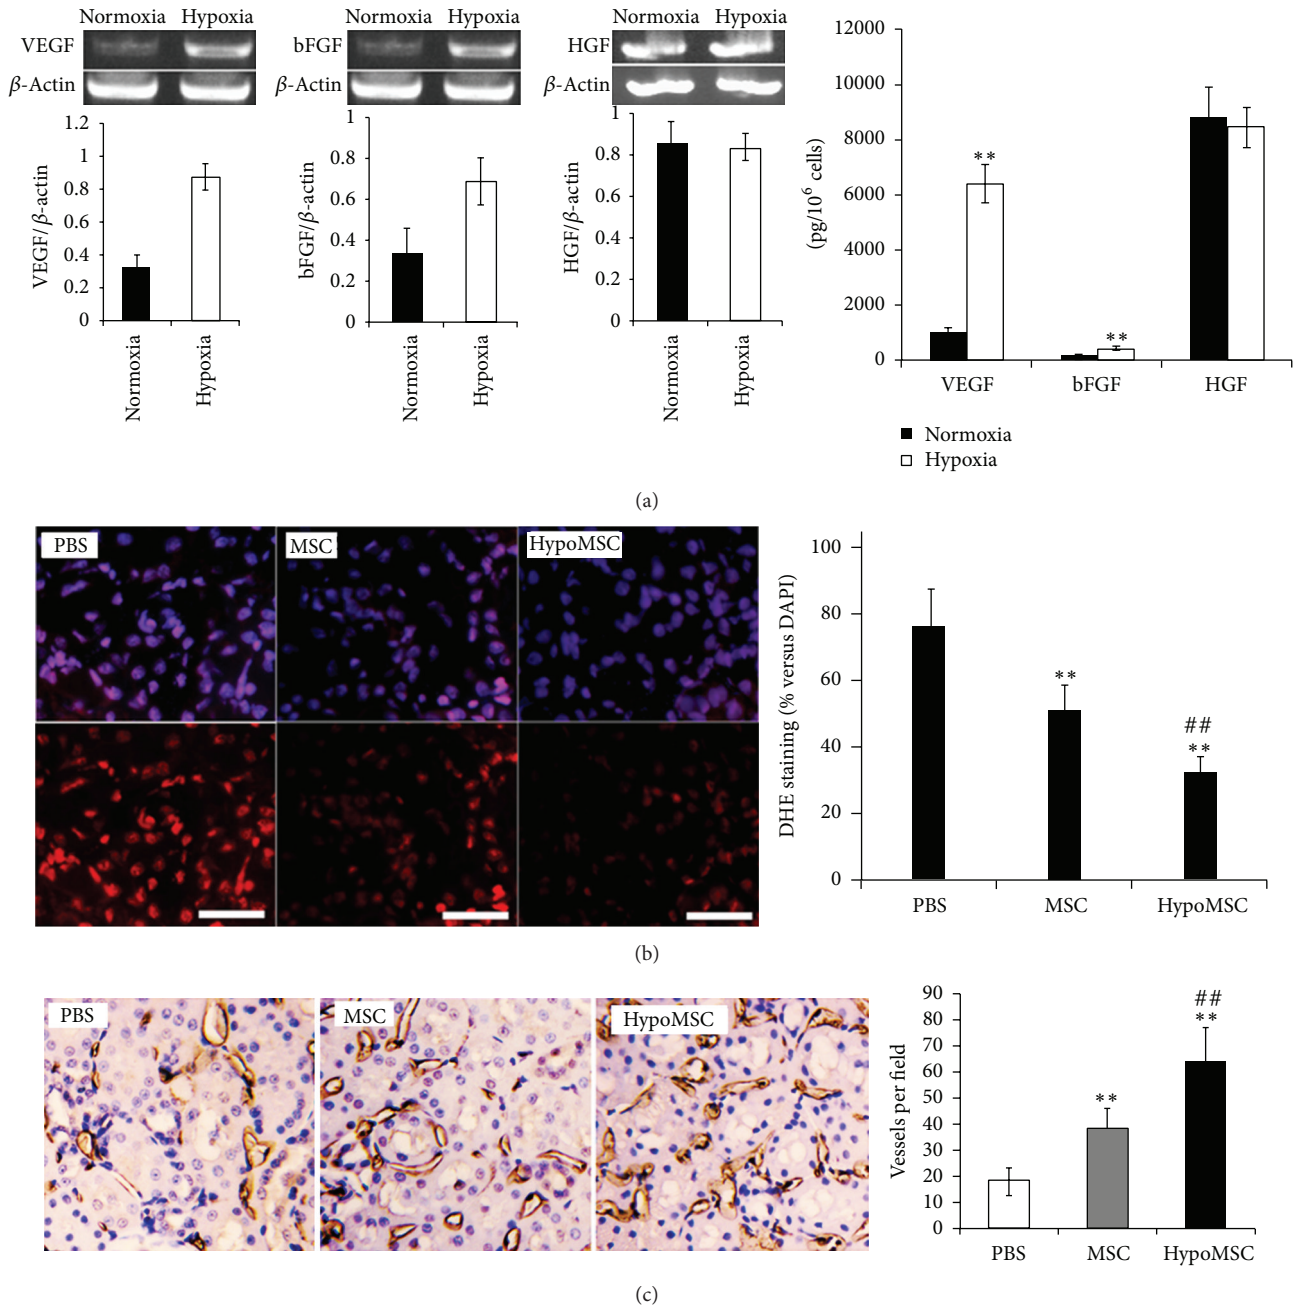 Normoxia Hypoxia
VEGF
β-Actin
1.2
1
0.8
0.6
0.4
0.2
0
VEGF/β-actin
Normoxia
Hypoxia
Normoxia Hypoxia
bFGF
β-Actin
1
0.8
0.6
0.4
0.2
0
bFGF/β-actin
Normoxia
Hypoxia
Normoxia Hypoxia
HGF
β-Actin
1
0.8
0.6
0.4
0.2
0
HGF/β-actin
Normoxia
Hypoxia
12000
10000
8000
6000
4000
2000
0
(pg/10⁶ cells)
**
**
VEGF bFGF HGF
Normoxia
Hypoxia
(a)
PBS MSC HypoMSC
100
80
60
40
20
0
DHE staining (% versus DAPI)
**
##
**
PBS MSC HypoMSC
(b)
PBS MSC HypoMSC
90
80
70
60
50
40
30
20
10
0
Vessels per field
**
##
**
PBS MSC HypoMSC
(c)